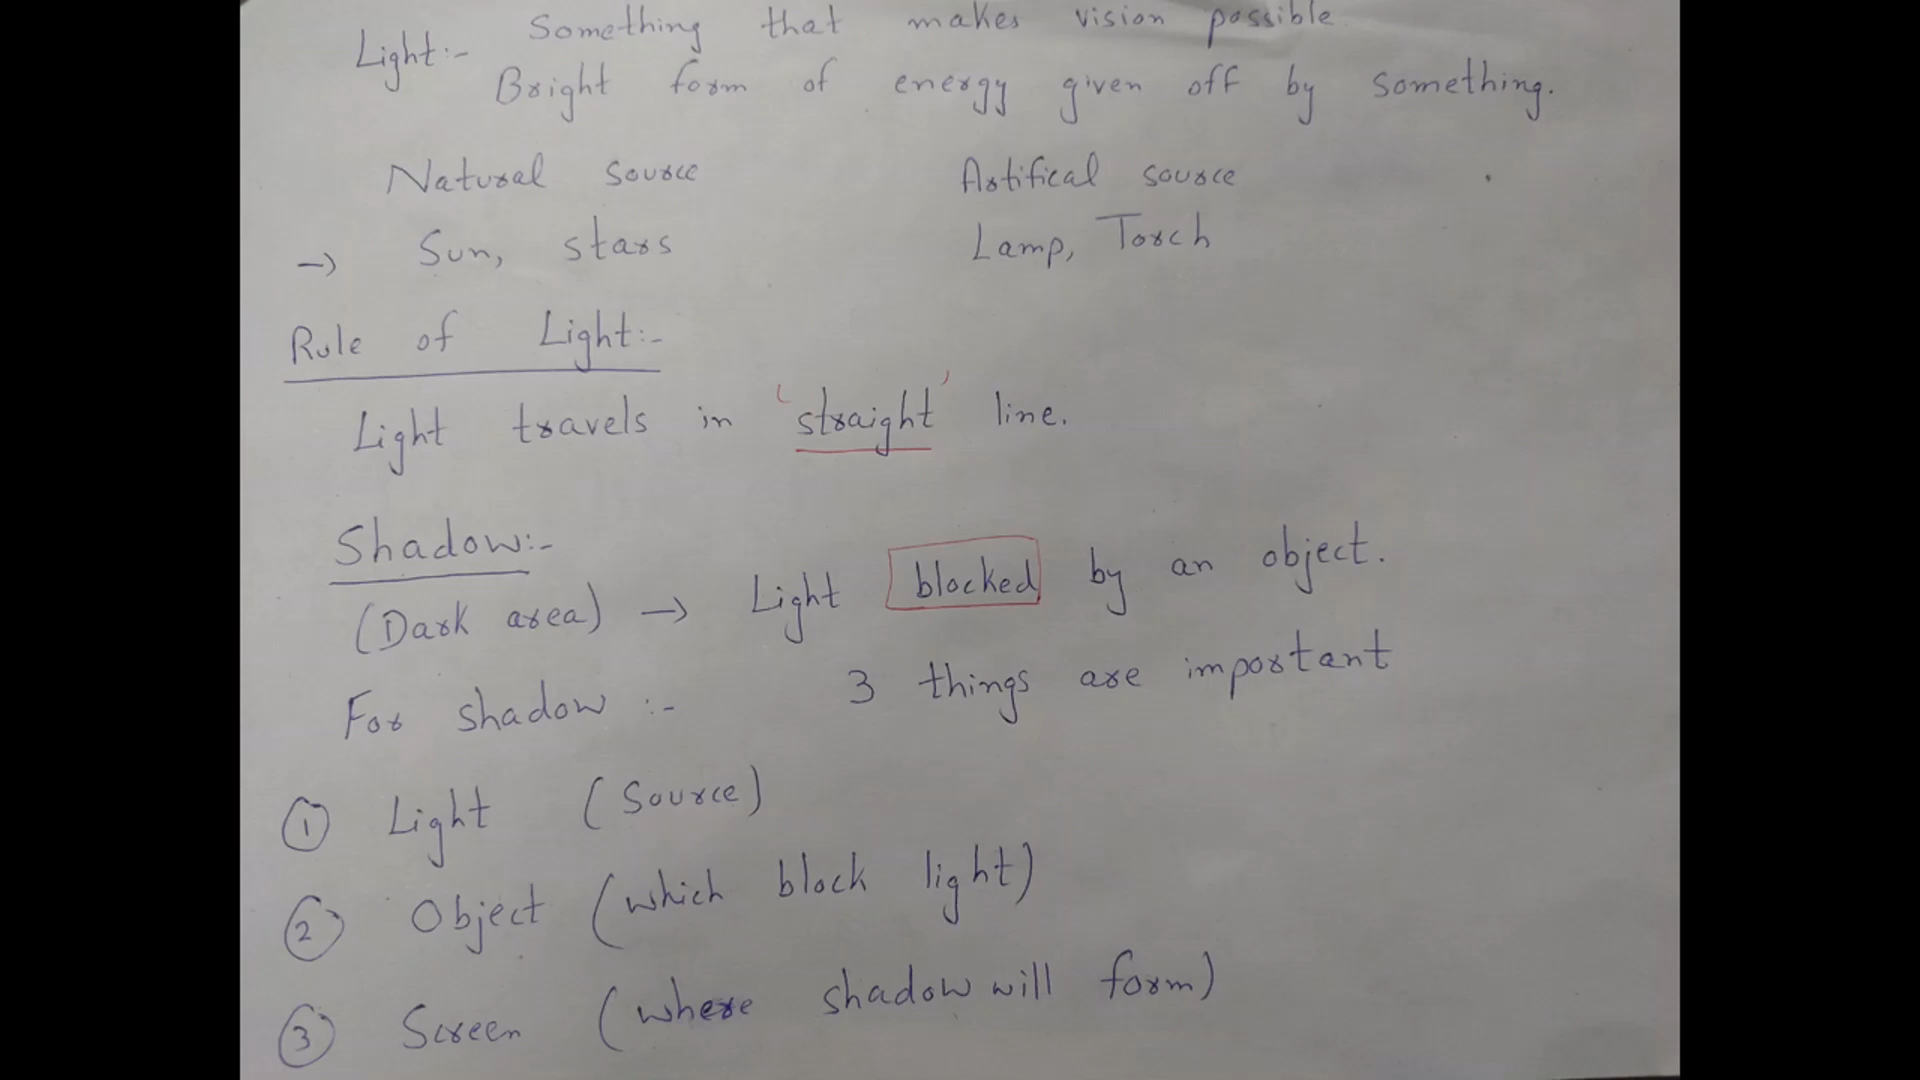 Light:- Something that makes vision possible.
Bright form of energy given off by something.
Natural source Artifical source
→ Sun, stars Lamp, Torch
Rule of Light:-
Light travels in 'straight' line.
Shadow:-
(Dark area) → Light blocked by an object.
For shadow :- 3 things are important
① Light (Source)
② Object (which block light)
③ Screen (where shadow will form)